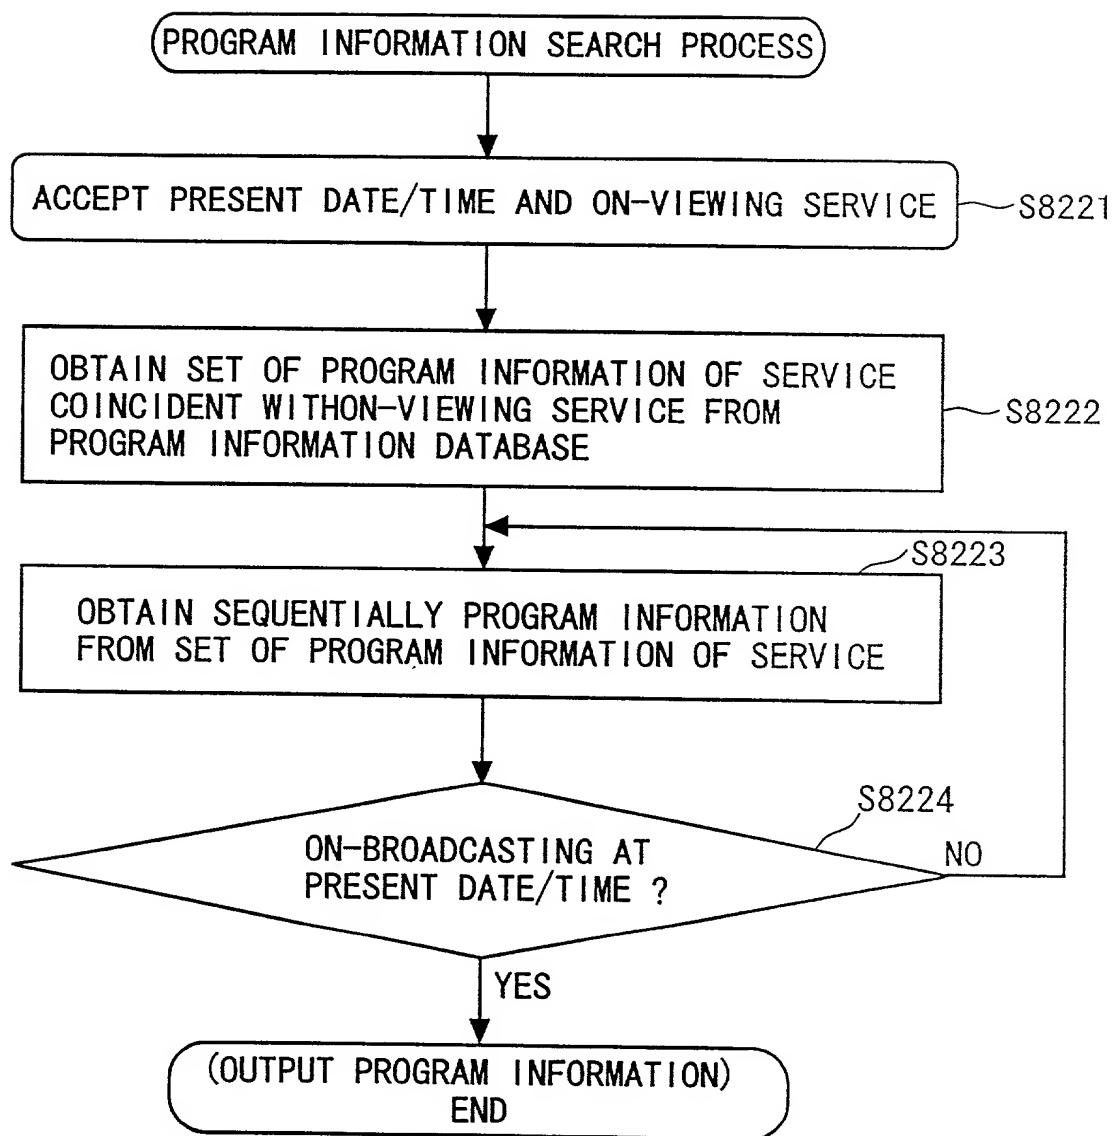 PROGRAM INFORMATION SEARCH PROCESS
ACCEPT PRESENT DATE/TIME AND ON-VIEWING SERVICE
S8221
OBTAIN SET OF PROGRAM INFORMATION OF SERVICE
COINCIDENT WITHON-VIEWING SERVICE FROM
PROGRAM INFORMATION DATABASE
S8222
S8223
OBTAIN SEQUENTIALLY PROGRAM INFORMATION
FROM SET OF PROGRAM INFORMATION OF SERVICE
S8224
ON-BROADCASTING AT
PRESENT DATE/TIME ?
NO
YES
(OUTPUT PROGRAM INFORMATION)
END